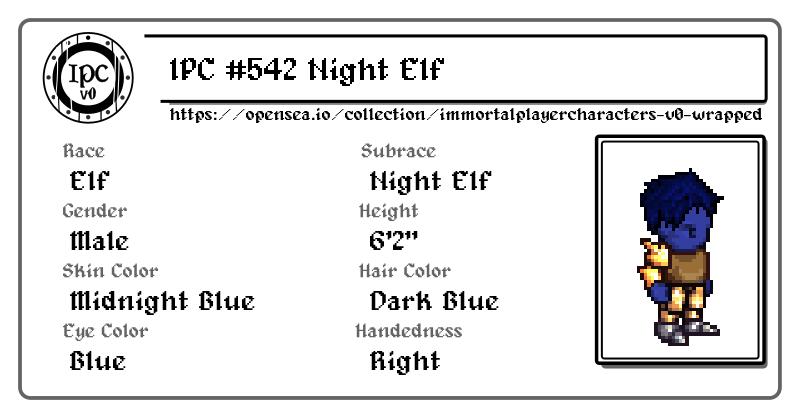 IPC v0
IPC #542 Night Elf
https://opensea.io/collection/immortalplayercharacters-v0-wrapped
Race
Subrace
Elf
Night Elf
Gender
Height
Male
6'2"
Skin Color
Hair Color
Midnight Blue
Dark Blue
Eye Color
Handedness
Blue
Right